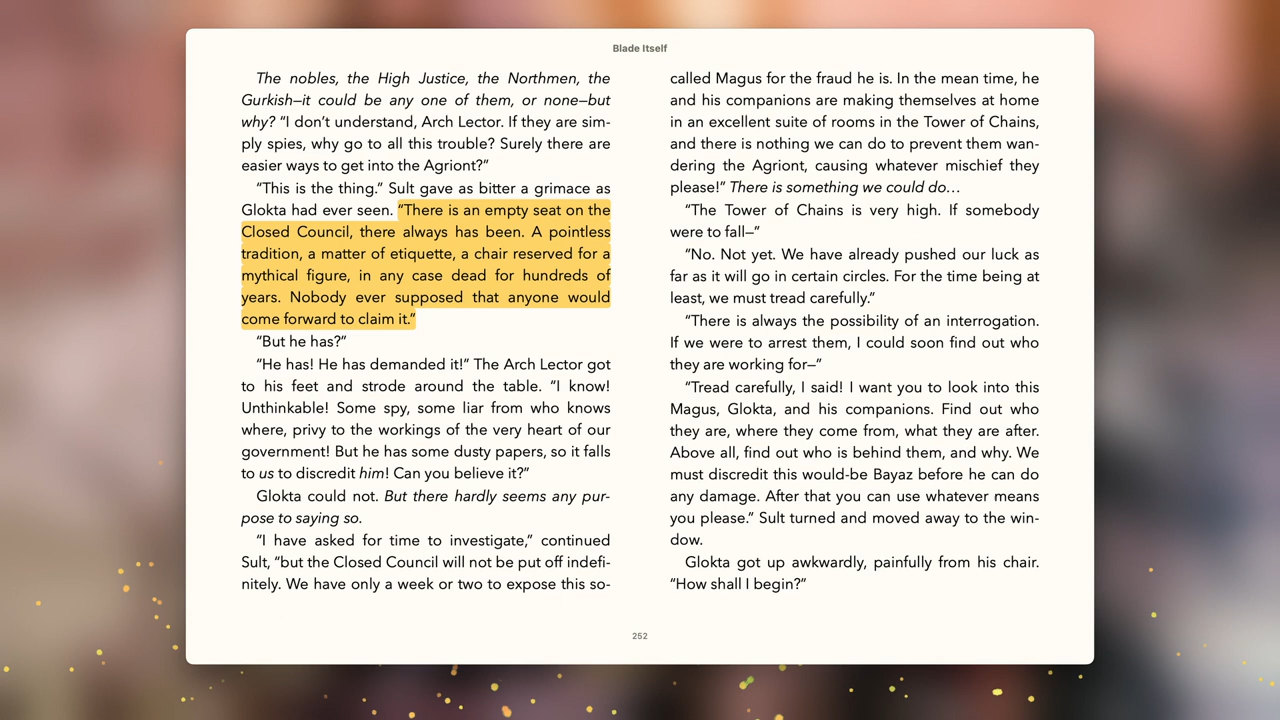 Blade Itself
The nobles, the High Justice, the Northmen, the
Gurkish—it could be any one of them, or none—but
why? “I don’t understand, Arch Lector. If they are sim-
ply spies, why go to all this trouble? Surely there are
easier ways to get into the Agriont?”
“This is the thing.” Sult gave as bitter a grimace as
Glokta had ever seen. “There is an empty seat on the
Closed Council, there always has been. A pointless
tradition, a matter of etiquette, a chair reserved for a
mythical figure, in any case dead for hundreds of
years. Nobody ever supposed that anyone would
come forward to claim it.”
“But he has?”
“He has! He has demanded it!” The Arch Lector got
to his feet and strode around the table. “I know!
Unthinkable! Some spy, some liar from who knows
where, privy to the workings of the very heart of our
government! But he has some dusty papers, so it falls
to us to discredit him! Can you believe it?”
Glokta could not. But there hardly seems any pur-
pose to saying so.
“I have asked for time to investigate,” continued
Sult, “but the Closed Council will not be put off indefi-
nitely. We have only a week or two to expose this so-
called Magus for the fraud he is. In the mean time, he
and his companions are making themselves at home
in an excellent suite of rooms in the Tower of Chains,
and there is nothing we can do to prevent them wan-
dering the Agriont, causing whatever mischief they
please!” There is something we could do…
“The Tower of Chains is very high. If somebody
were to fall—”
“No. Not yet. We have already pushed our luck as
far as it will go in certain circles. For the time being at
least, we must tread carefully.”
“There is always the possibility of an interrogation.
If we were to arrest them, I could soon find out who
they are working for—”
“Tread carefully, I said! I want you to look into this
Magus, Glokta, and his companions. Find out who
they are, where they come from, what they are after.
Above all, find out who is behind them, and why. We
must discredit this would-be Bayaz before he can do
any damage. After that you can use whatever means
you please.” Sult turned and moved away to the win-
dow.
Glokta got up awkwardly, painfully from his chair.
“How shall I begin?”
252